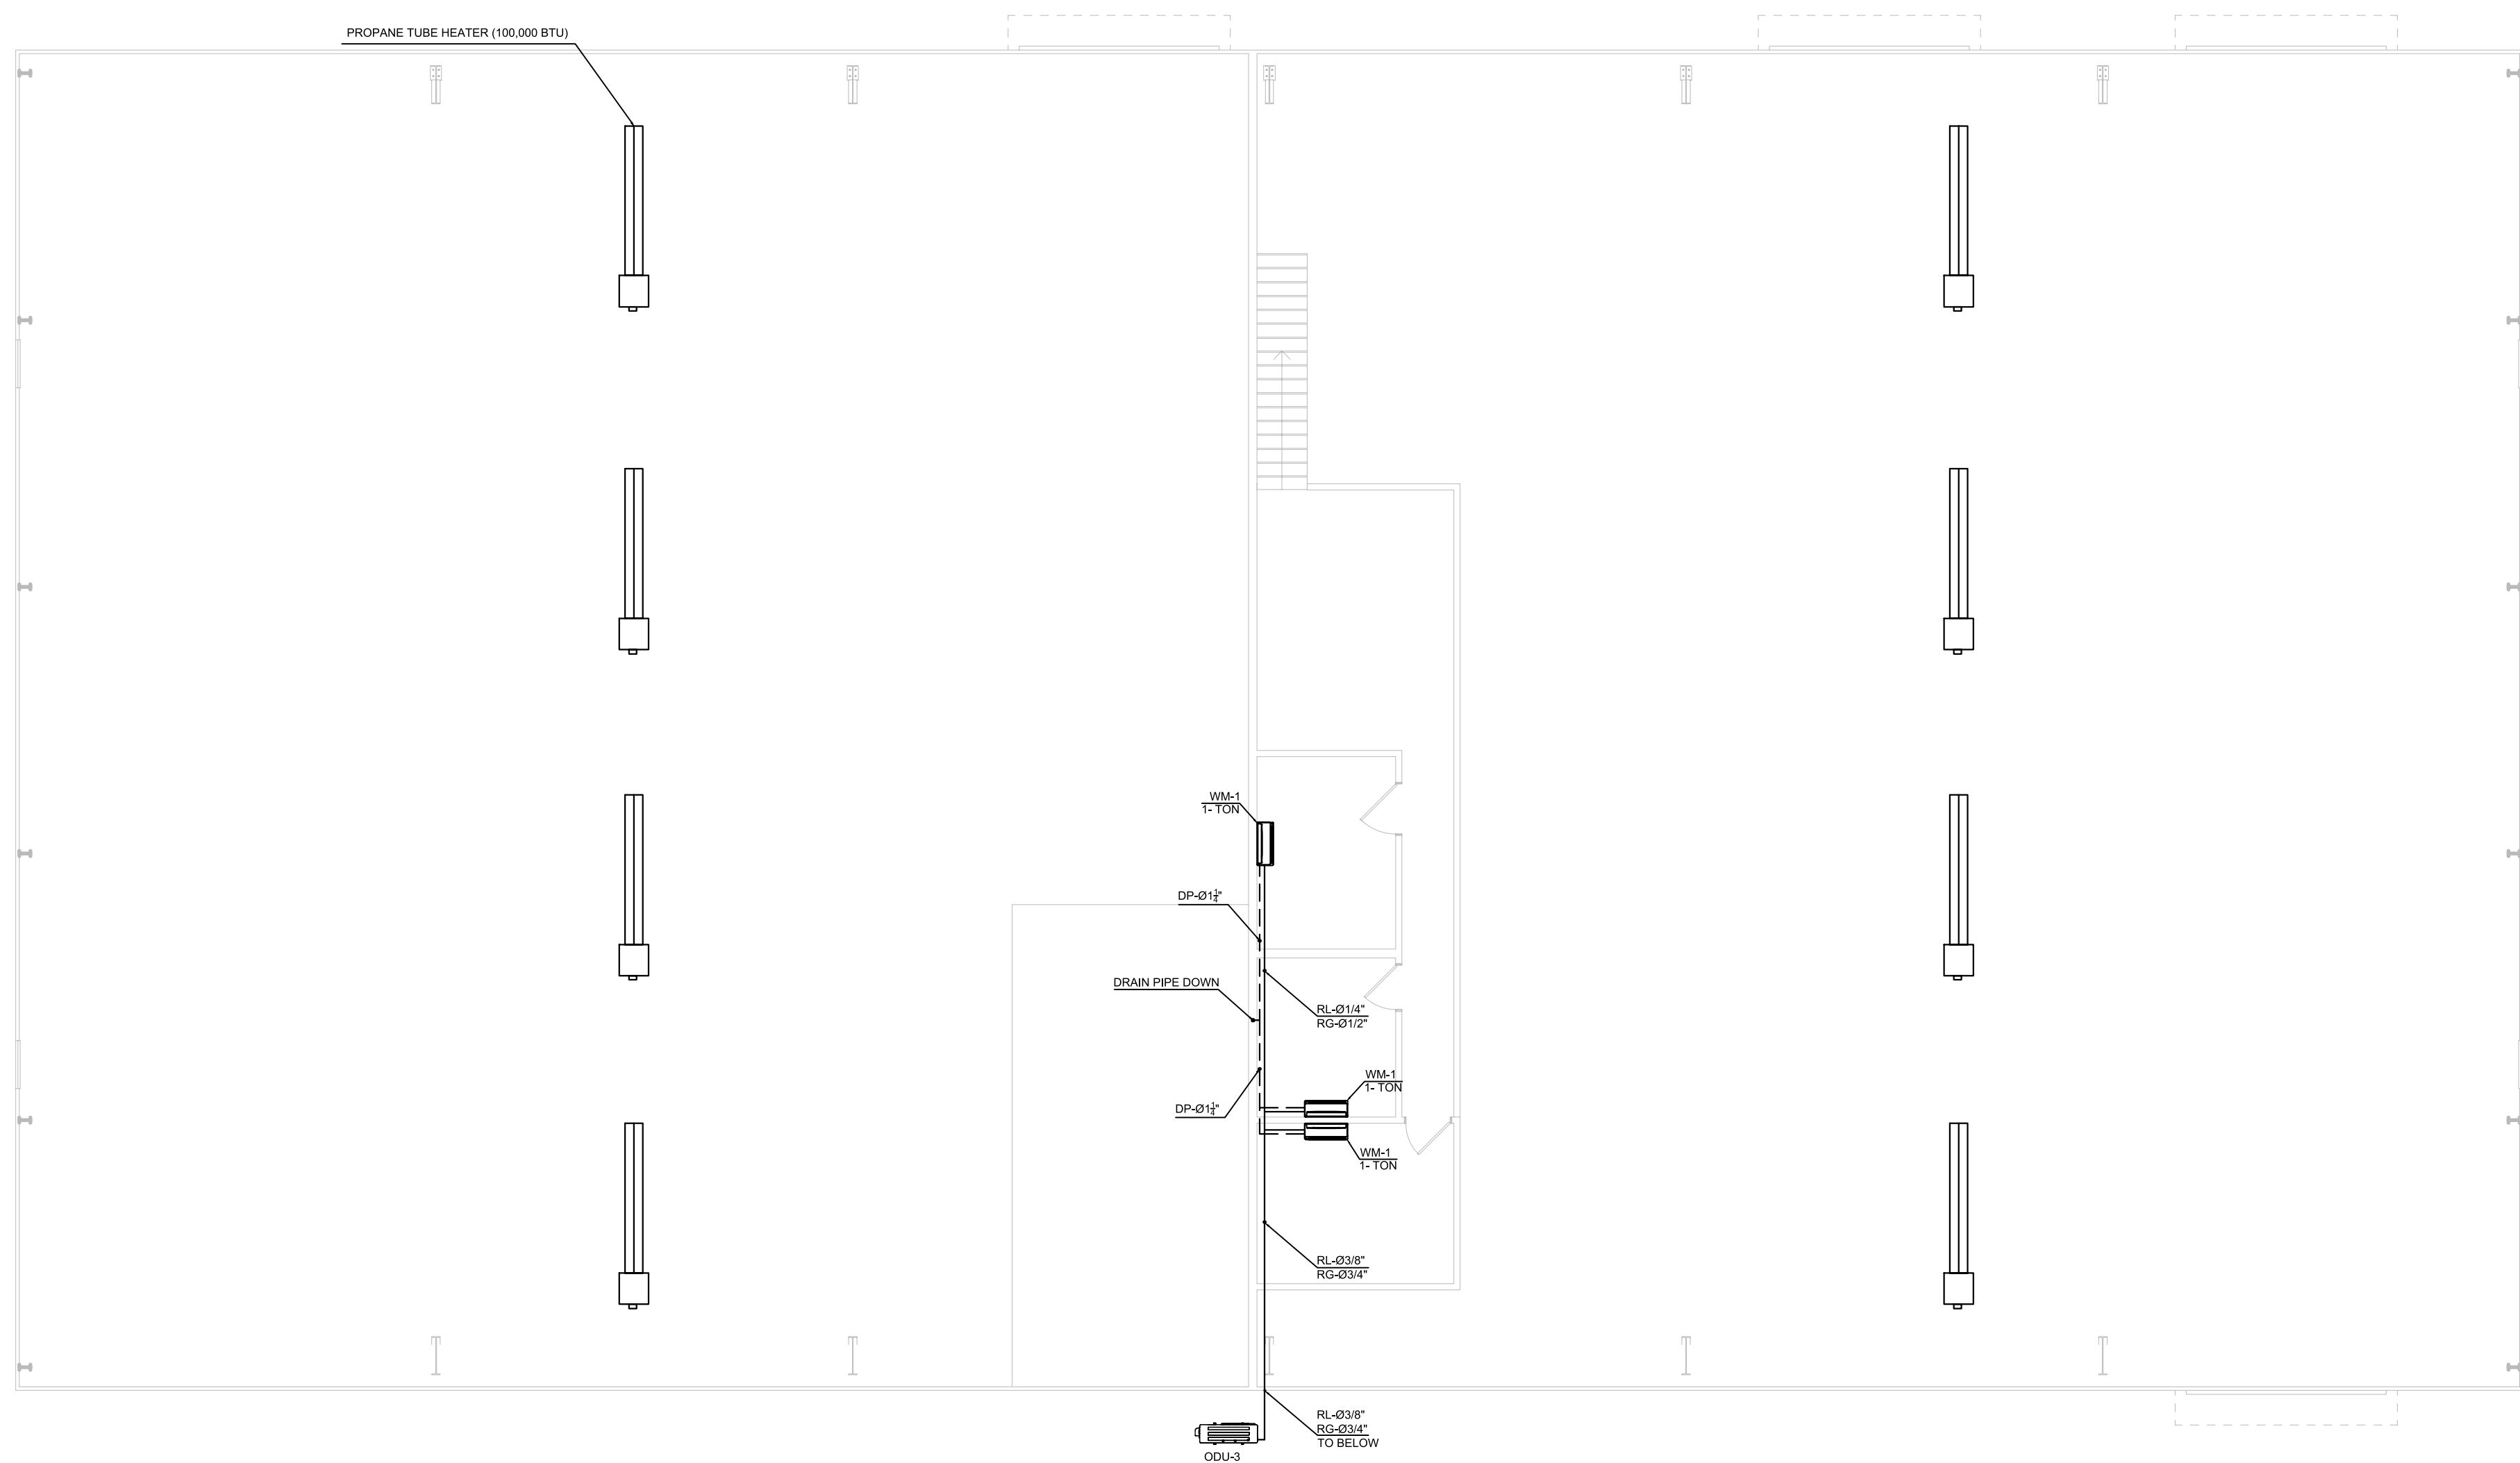 PROPANE TUBE HEATER (100,000 BTU)
WM-1
1- TON
DP-Ø1¼"
DRAIN PIPE DOWN
RL-Ø1/4"
RG-Ø1/2"
WM-1
1- TON
DP-Ø1¼"
WM-1
1- TON
RL-Ø3/8"
RG-Ø3/4"
RL-Ø3/8"
RG-Ø3/4"
TO BELOW
ODU-3